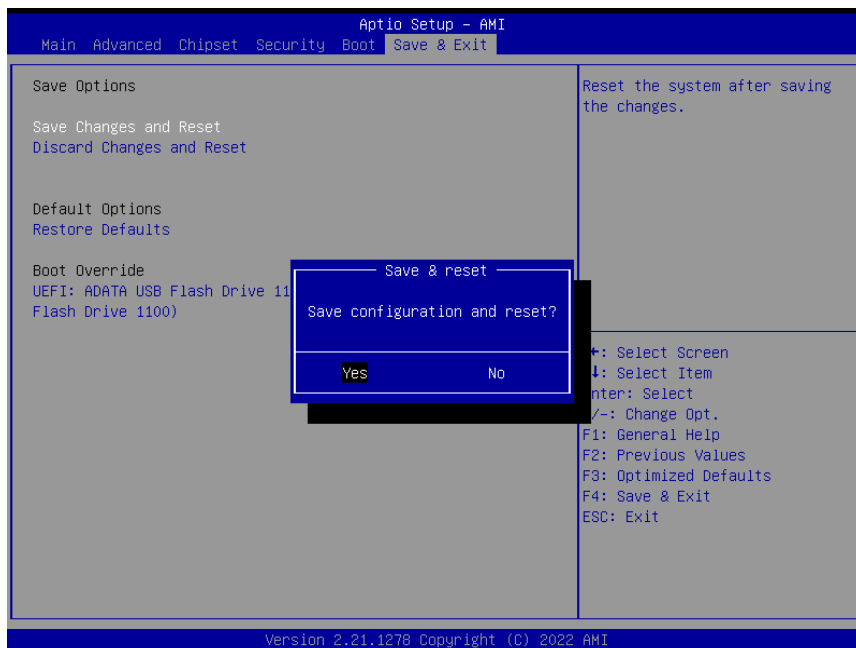 Aptio Setup – AMI
Main Advanced Chipset Security Boot Save & Exit
Save Options
Save Changes and Reset
Discard Changes and Reset
Default Options
Restore Defaults
Boot Override
UEFI: ADATA USB Flash Drive 11
Flash Drive 1100)
Reset the system after saving
the changes.
Save & reset
Save configuration and reset?
Yes No
: Select Screen
: Select Item
nter: Select
/-: Change Opt.
F1: General Help
F2: Previous Values
F3: Optimized Defaults
F4: Save & Exit
ESC: Exit
Version 2.21.1278 Copyright (C) 2022 AMI